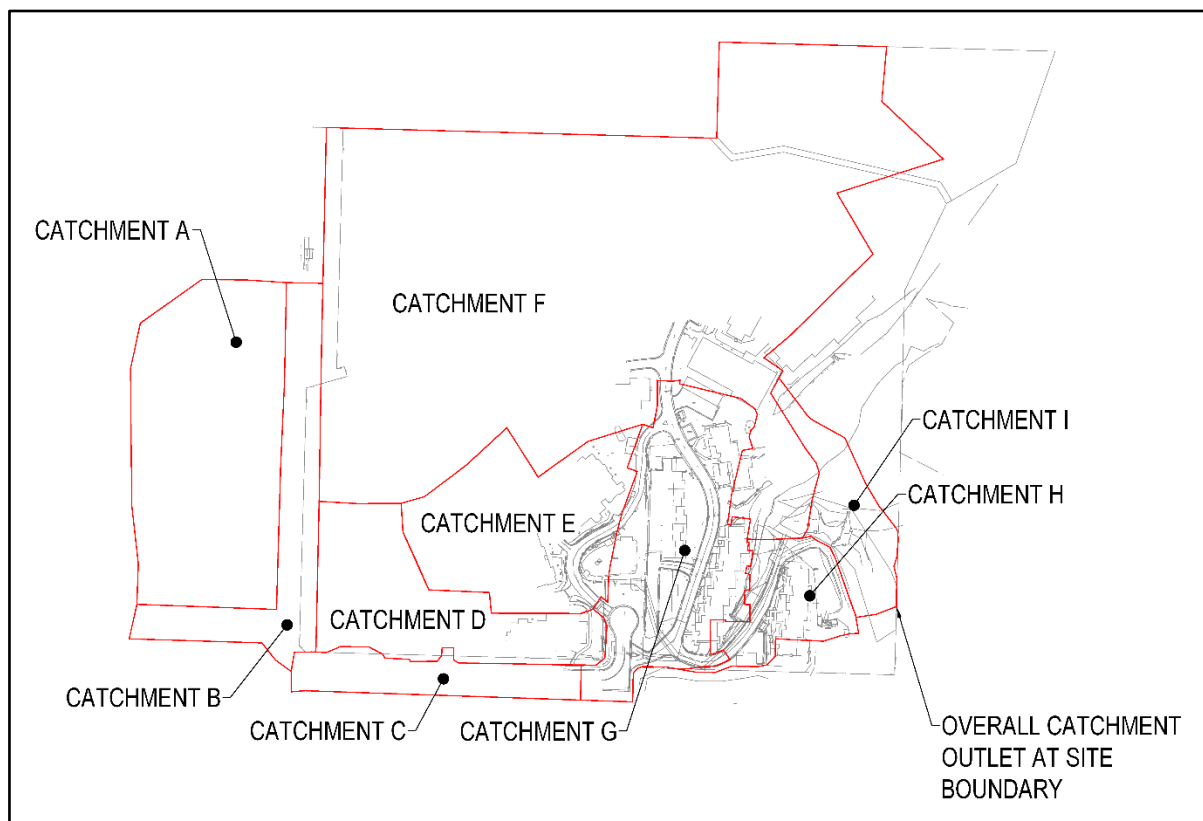 CATCHMENT A
CATCHMENT F
CATCHMENT I
CATCHMENT H
CATCHMENT E
CATCHMENT D
CATCHMENT B
CATCHMENT C
CATCHMENT G
OVERALL CATCHMENT
OUTLET AT SITE
BOUNDARY